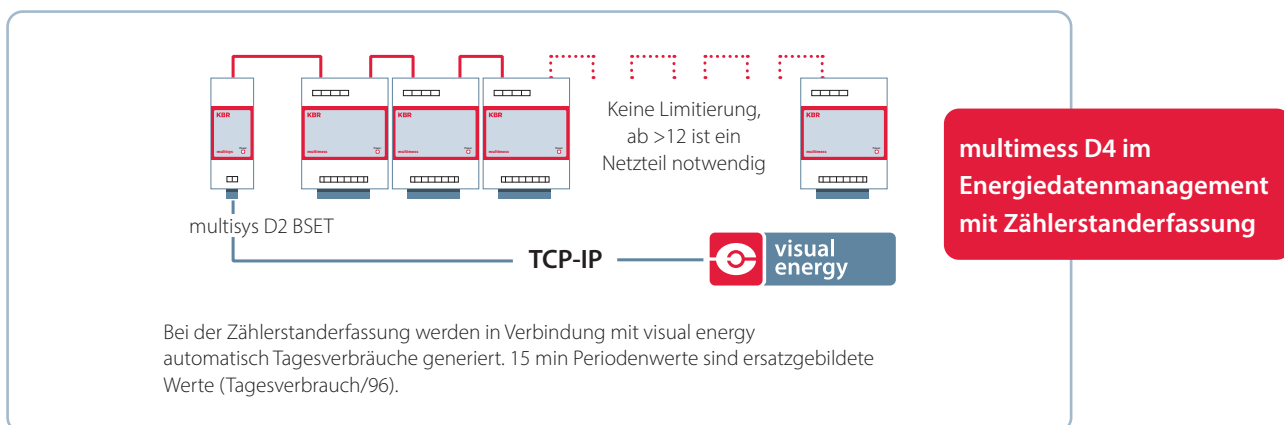 KBR
multisys
KBR
multimess
KBR
multimess
KBR
multimess
KBR
multimess
Keine Limitierung,
ab >12 ist ein
Netzteil notwendig
multisys D2 BSET
TCP-IP
visual
energy
multimess D4 im
Energiedatenmanagement
mit Zählerstanderfassung
Bei der Zählerstanderfassung werden in Verbindung mit visual energy
automatisch Tagesverbräuche generiert. 15 min Periodenwerte sind ersatzgebildete
Werte (Tagesverbrauch/96).